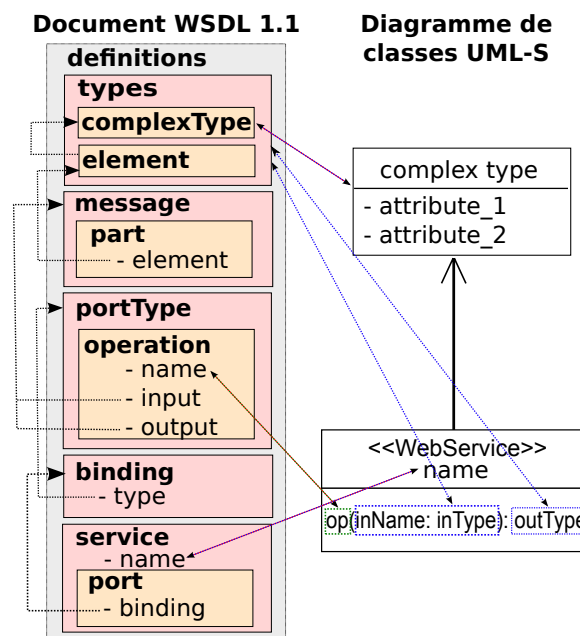 Document WSDL 1.1
definitions
types
complexType
element
message
part
- element
portType
operation
- name
- input
- output
binding
- type
service
- name
port
- binding
Diagramme de
classes UML-S
complex type
- attribute_1
- attribute_2
<<WebService>>
name
op(inName: inType): outType